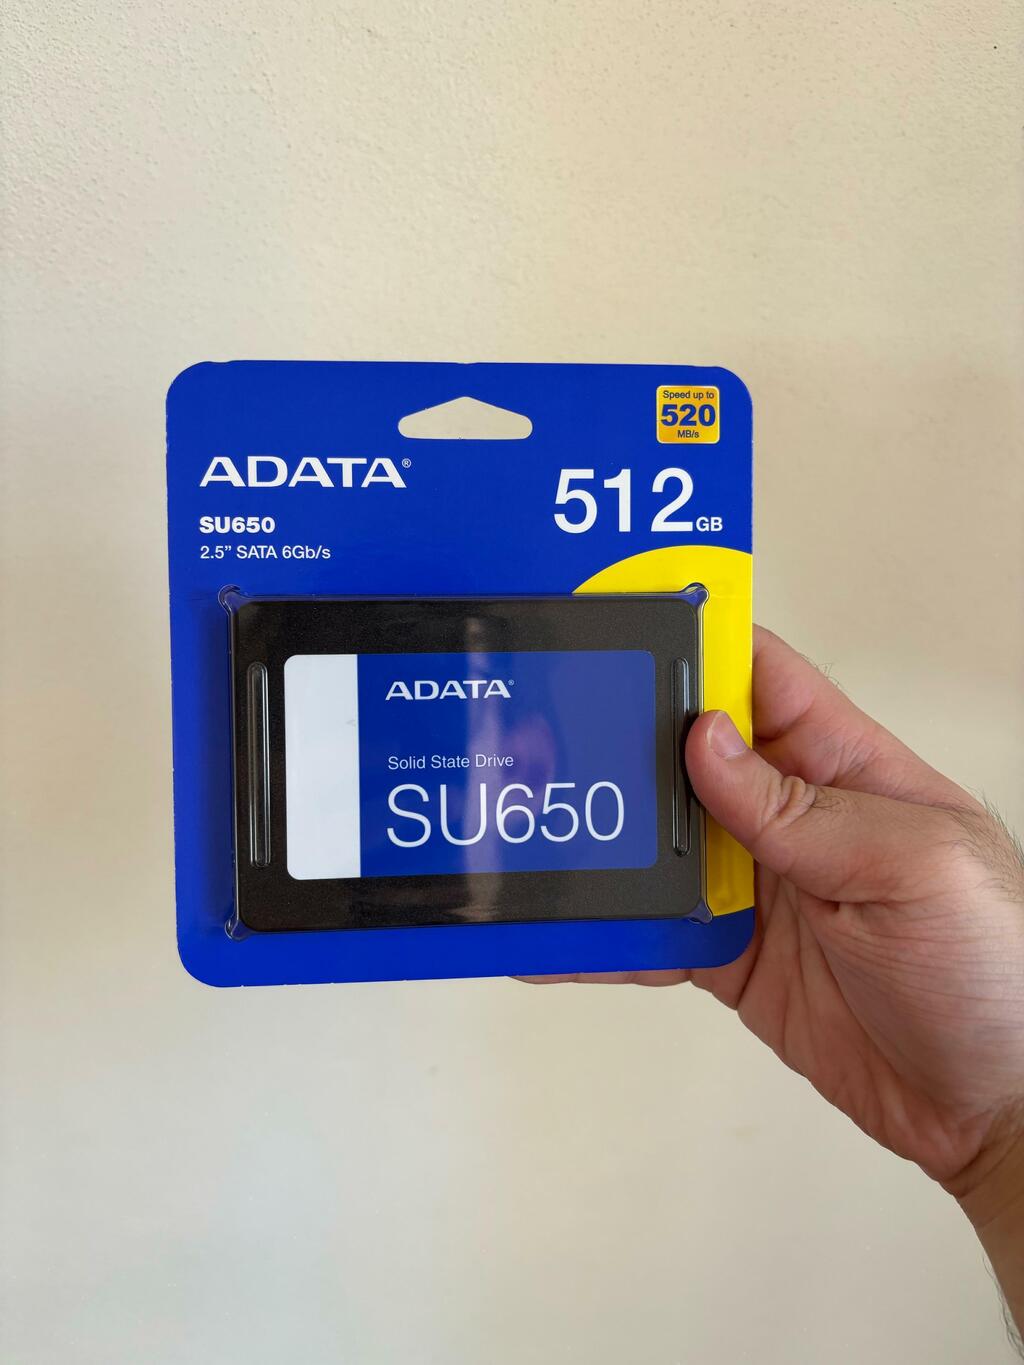 Speed up to
520
MB/s
ADATA®
512GB
SU650
2.5” SATA 6Gb/s
ADATA®
Solid State Drive
SU650